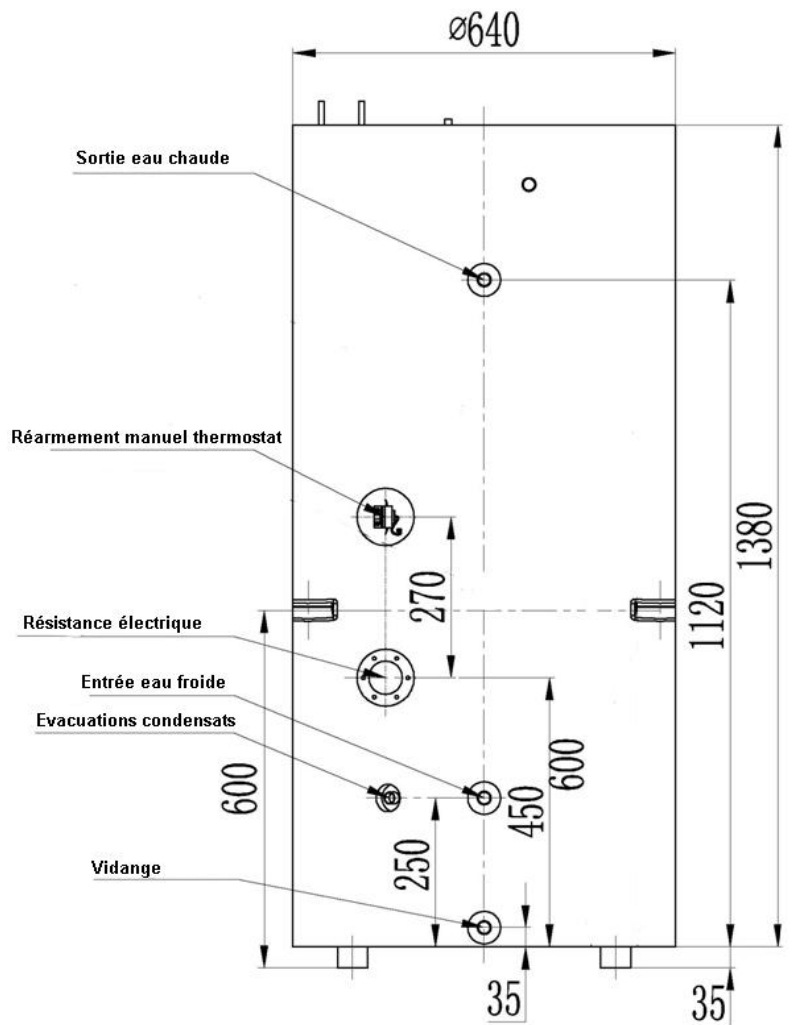 ⌀640
Sortie eau chaude
Réarmement manuel thermostat
1380
270
1120
Résistance électrique
Entrée eau froide
Evacuations condensats
600
600
450
250
Vidange
35
35